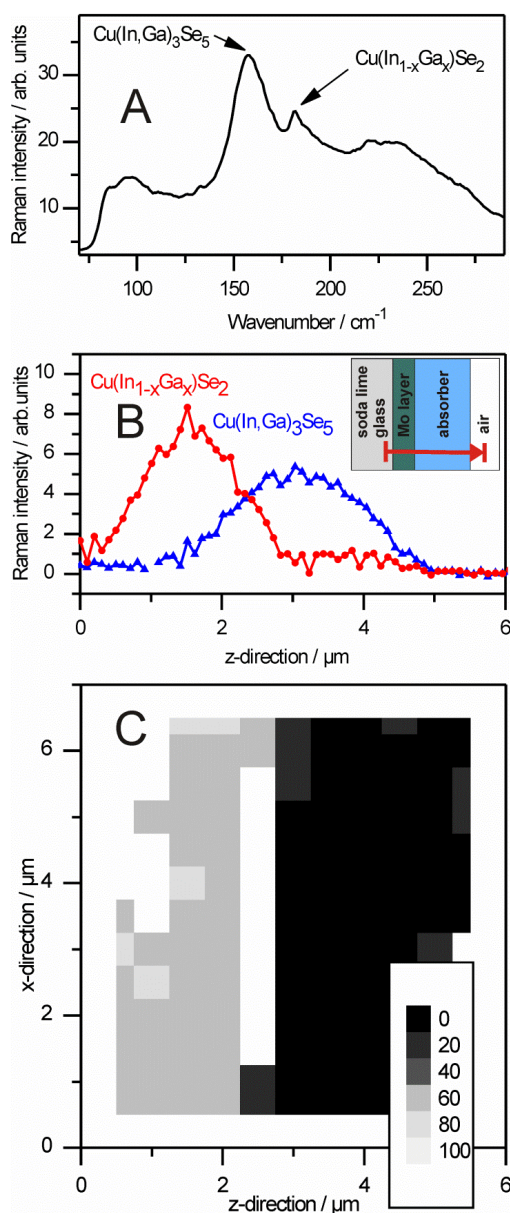 Cu(In,Ga)₃Se₅
Cu(In₁₋ₓGaₓ)Se₂
A
Raman intensity / arb. units
30
20
10
100
150
200
250
Wavenumber / cm⁻¹
Cu(In₁₋ₓGaₓ)Se₂
B
Cu(In,Ga)₃Se₅
soda lime
glass
Mo layer
absorber
air
Raman intensity / arb.units
10
8
6
4
2
0
0
2
4
6
z-direction / µm
C
x-direction / µm
6
4
2
0
0
20
40
60
80
100
0
2
4
6
z-direction / µm